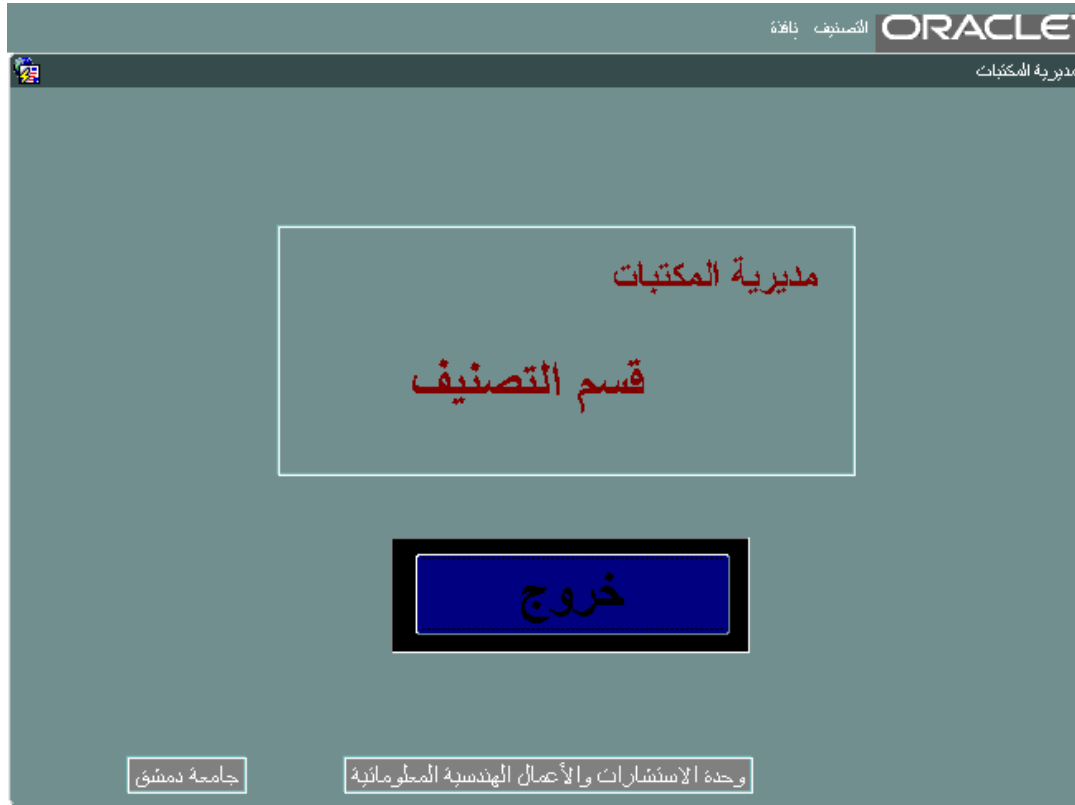 ORACLE التصنيف نافذة
مديرية المكتبات
مديرية المكتبات
قسم التصنيف
خروج
وحدة الاستشارات والأعمال الهندسية المعلوماتية جامعة دمشق